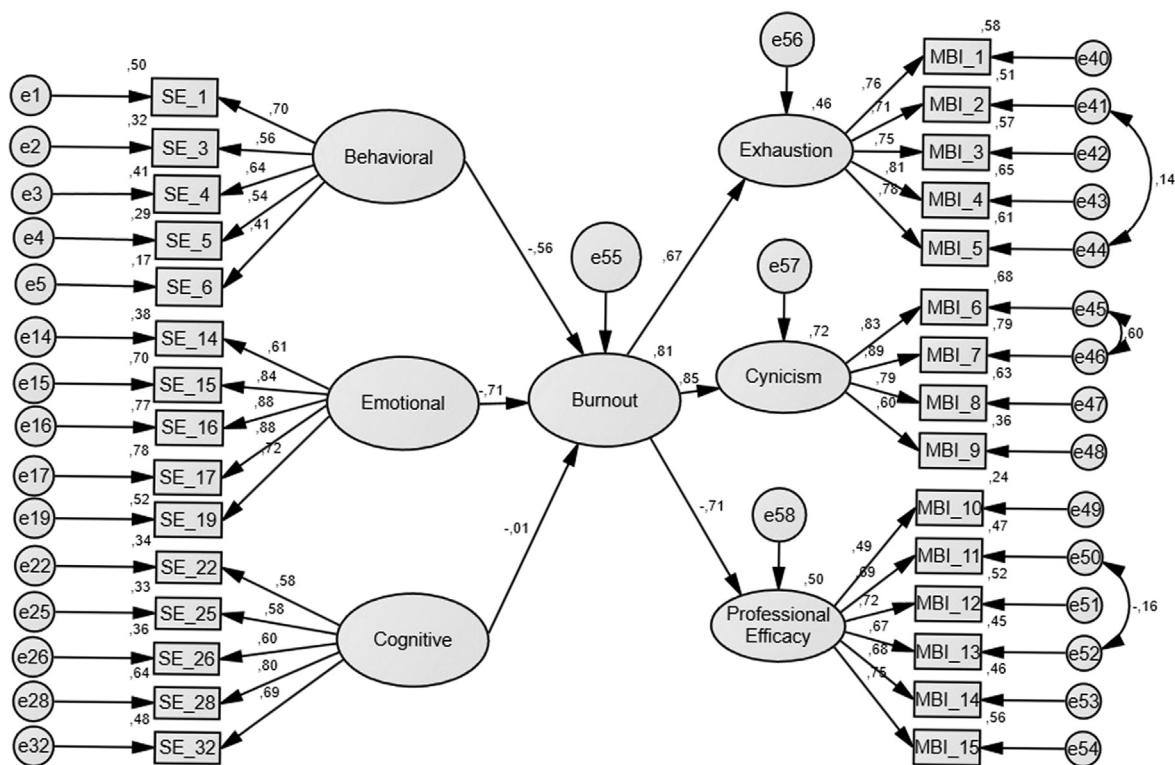 ,50
e1
SE_1
,70
,32
e2
SE_3
,56
,41
e3
SE_4
,64
,29
e4
SE_5
,54
,17
e5
SE_6
,41
Behavioral
,38
e14
SE_14
,61
,70
e15
SE_15
,84
,77
e16
SE_16
,88
,78
e17
SE_17
,88
,52
e19
SE_19
,72
Emotional
,34
e22
SE_22
,58
,33
e25
SE_25
,58
,36
e26
SE_26
,60
,64
e28
SE_28
,80
,48
e32
SE_32
,69
Cognitive
-,56
-,71
-,01
e55
,81
Burnout
,67
,85
-,71
e56
,46
Exhaustion
,76
,71
,75
,81
,78
,58
MBI_1
e40
,51
MBI_2
e41
,57
MBI_3
e42
,65
MBI_4
e43
,61
MBI_5
e44
,14
e57
,72
Cynicism
,83
,89
,79
,60
,68
MBI_6
e45
,79
MBI_7
e46
,63
MBI_8
e47
,36
MBI_9
e48
,60
e58
,50
Professional
Efficacy
,49
,69
,72
,67
,68
,75
,24
MBI_10
e49
,47
MBI_11
e50
,52
MBI_12
e51
,45
MBI_13
e52
,46
MBI_14
e53
,56
MBI_15
e54
-,16